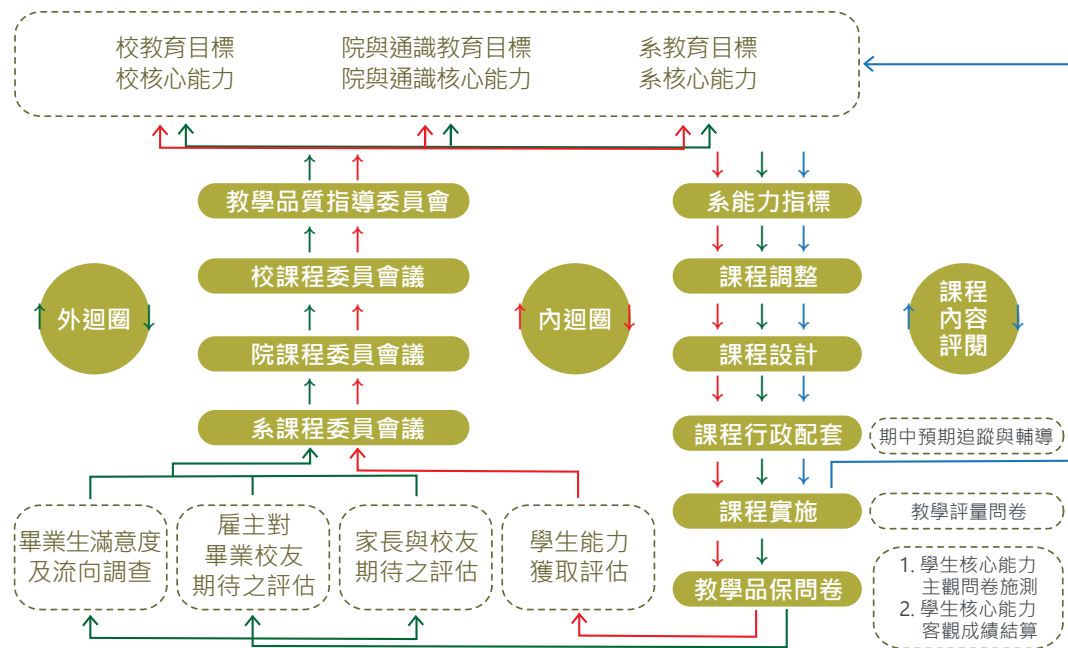 校教育目標
校核心能力
院與通識教育目標
院與通識核心能力
系教育目標
系核心能力
教學品質指導委員會
校課程委員會議
院課程委員會議
系課程委員會議
外迴圈
內迴圈
系能力指標
課程調整
課程設計
課程行政配套
課程實施
教學品保問卷
課程
內容
評閱
期中預期追蹤與輔導
教學評量問卷
1. 學生核心能力
主觀問卷施測
2. 學生核心能力
客觀成績結算
畢業生滿意度
及流向調查
雇主對
畢業校友
期待之評估
家長與校友
期待之評估
學生能力
獲取評估